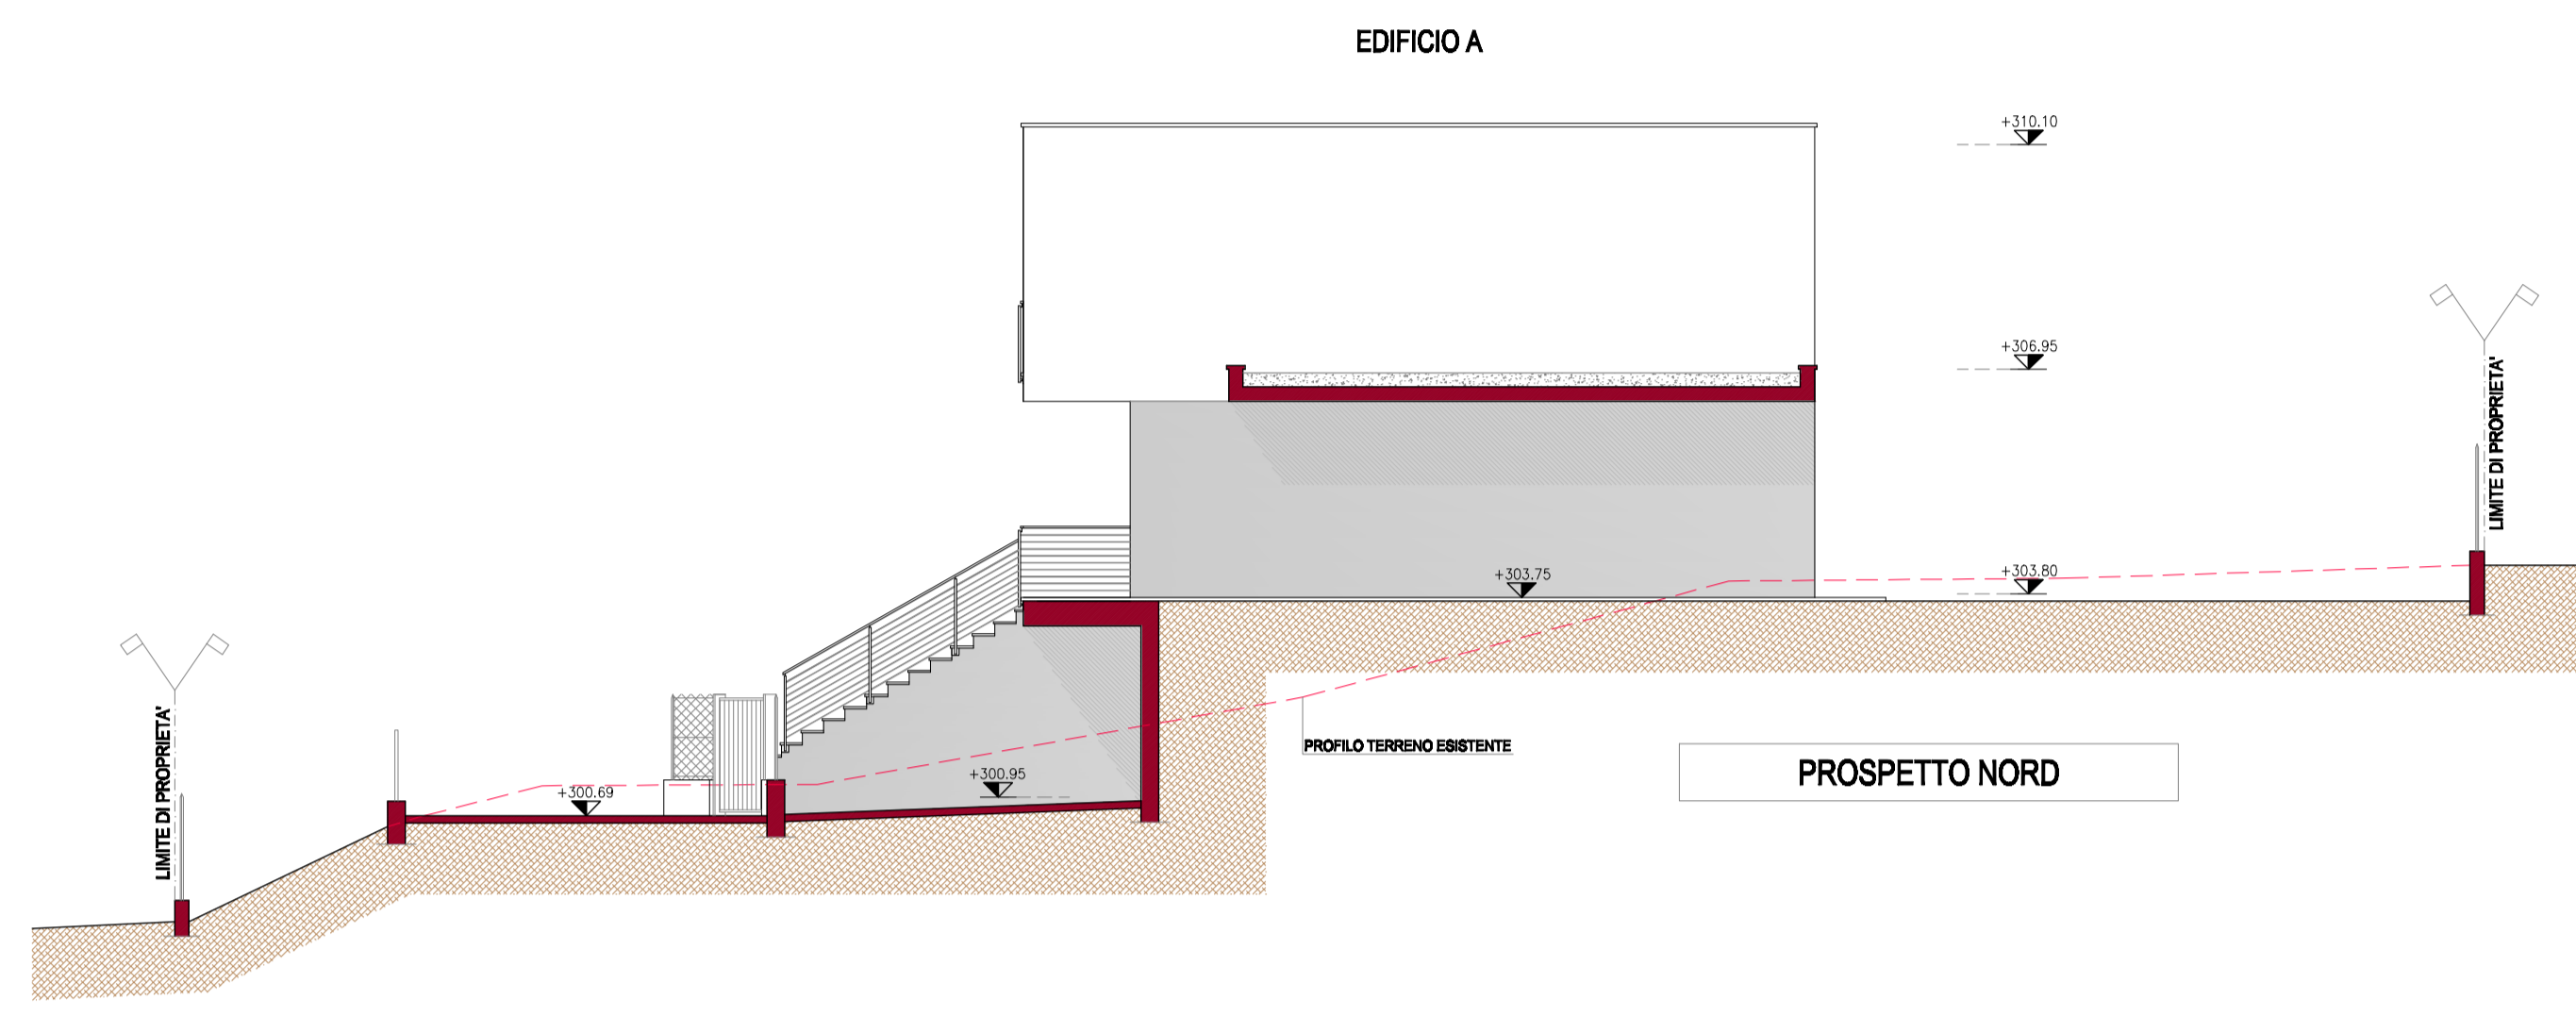 EDIFICIO A
+310.10
+306.95
LIMITE DI PROPRIETA'
+303.75
+303.80
LIMITE DI PROPRIETA'
PROFILO TERRENO ESISTENTE
+300.95
PROSPETTO NORD
+300.69